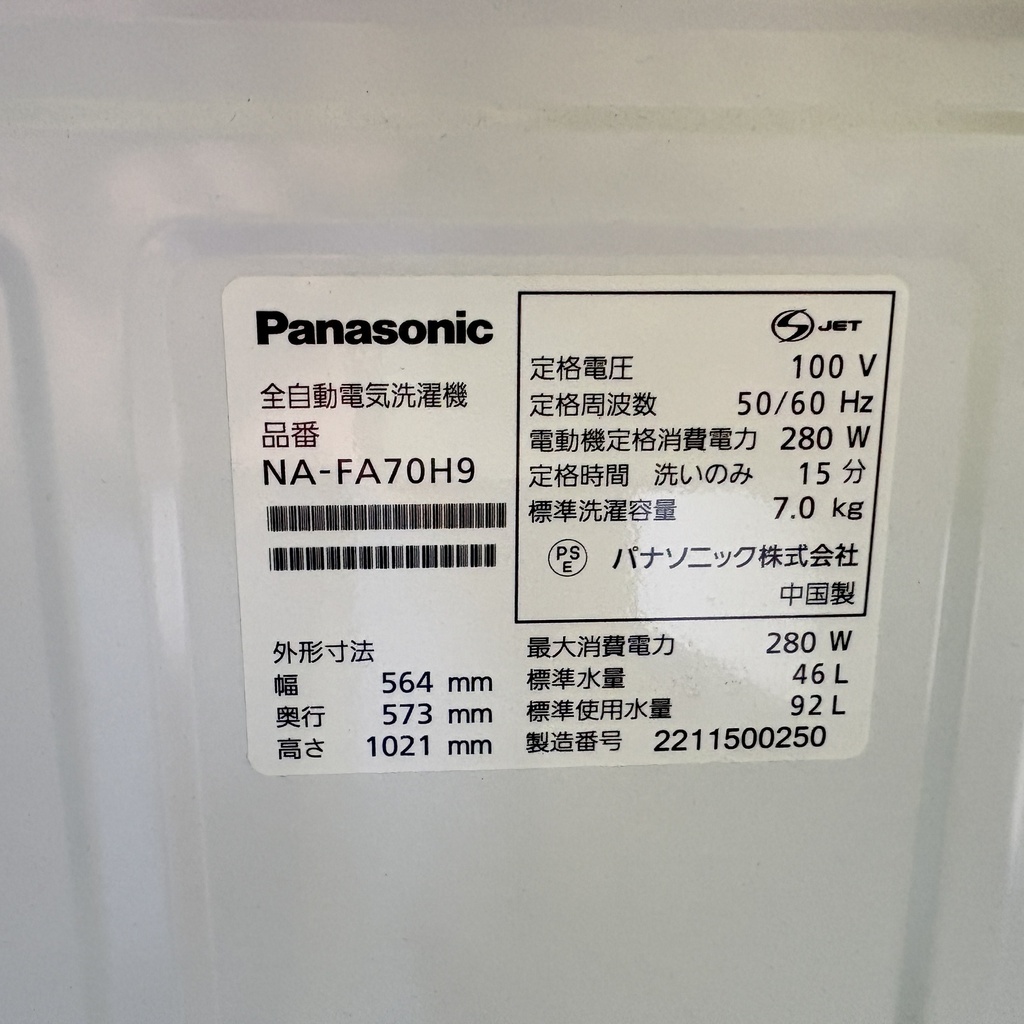 Panasonic
全自動電気洗濯機
品番
NA-FA70H9
外形寸法
幅 564 mm
奥行 573 mm
高さ 1021 mm
S JET
定格電圧 100 V
定格周波数 50/60 Hz
電動機定格消費電力 280 W
定格時間 洗いのみ 15 分
標準洗濯容量 7.0 kg
PSE パナソニック株式会社
中国製
最大消費電力 280 W
標準水量 46 L
標準使用水量 92 L
製造番号 2211500250